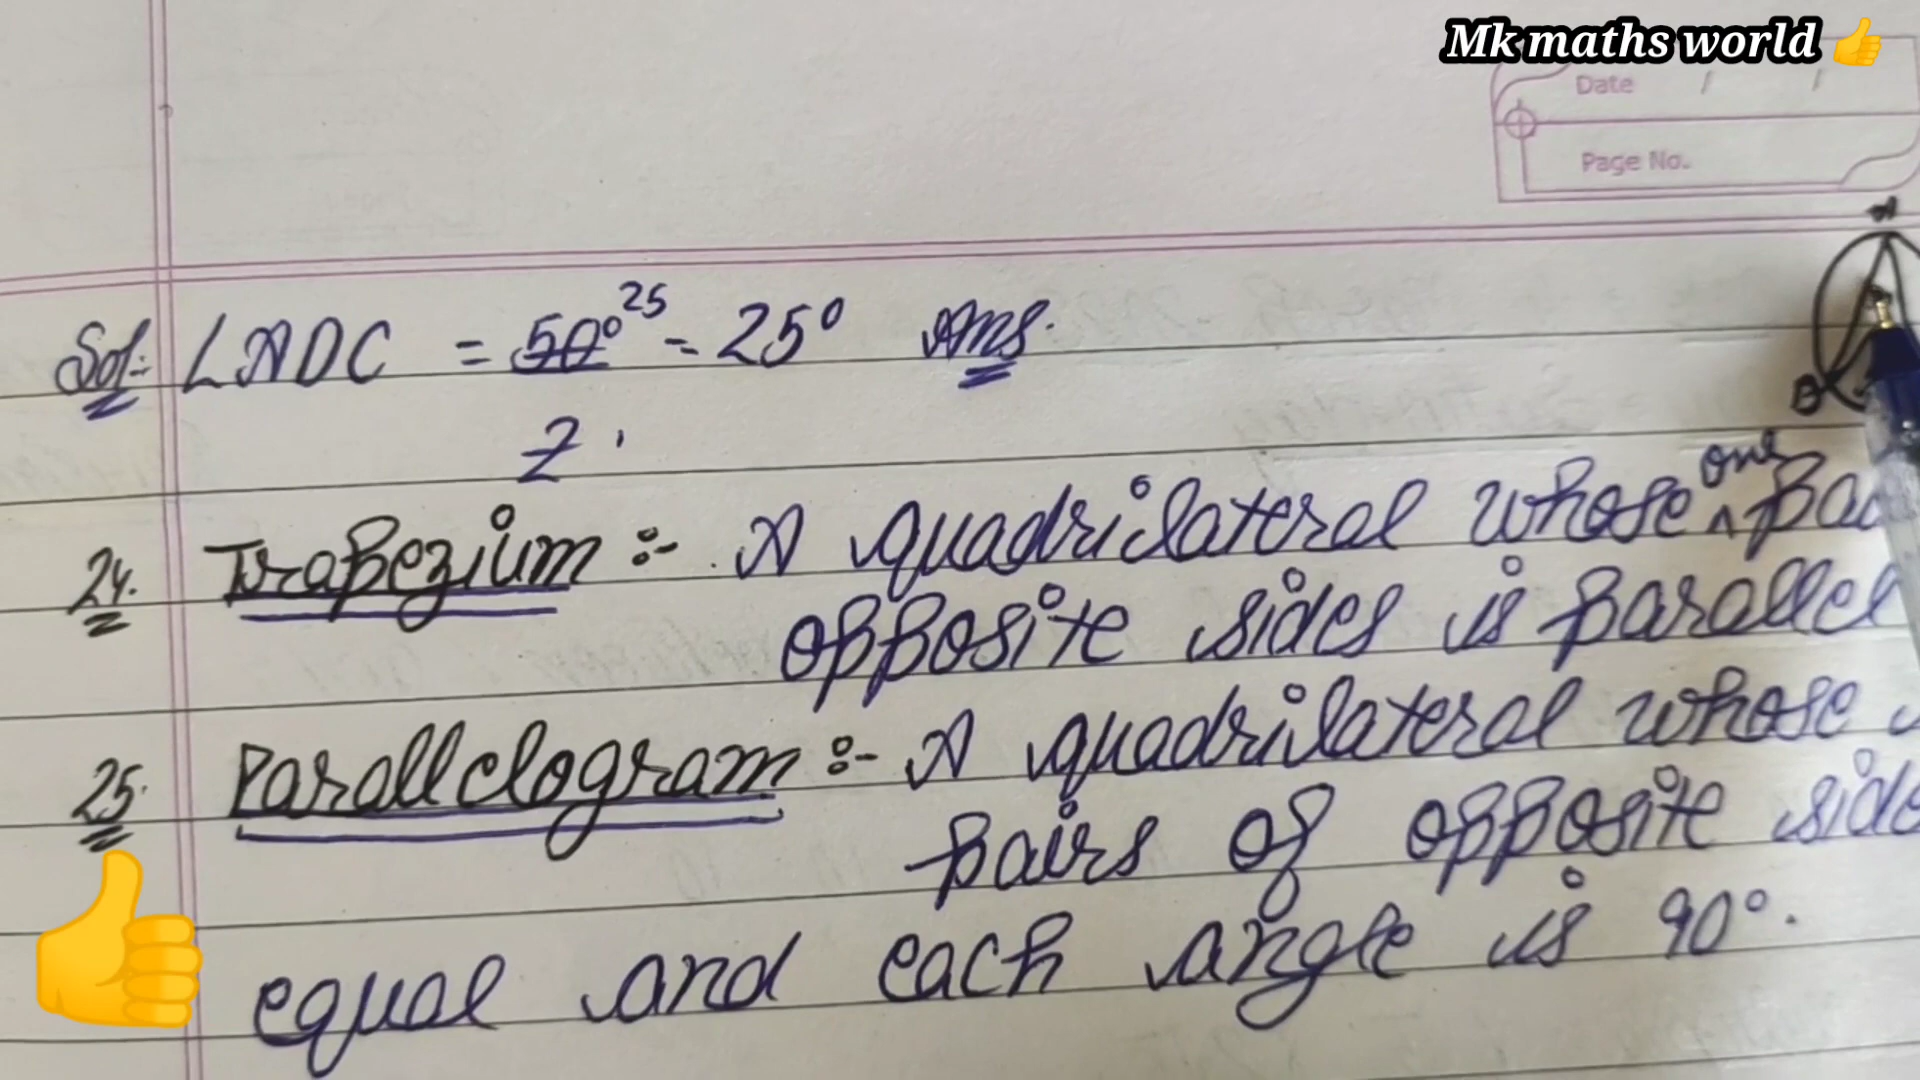 Mk maths world 👍
Date / /
Page No.
A
Sol:- ∠ADC = 50° 25 = 25° Ans.
2
B
one
24. Trapezium :- A quadrilateral whose ^
opposite sides is parallel
25. Parallelogram :- A quadrilateral whose
pairs of opposite side
equal and each angle is 90°.